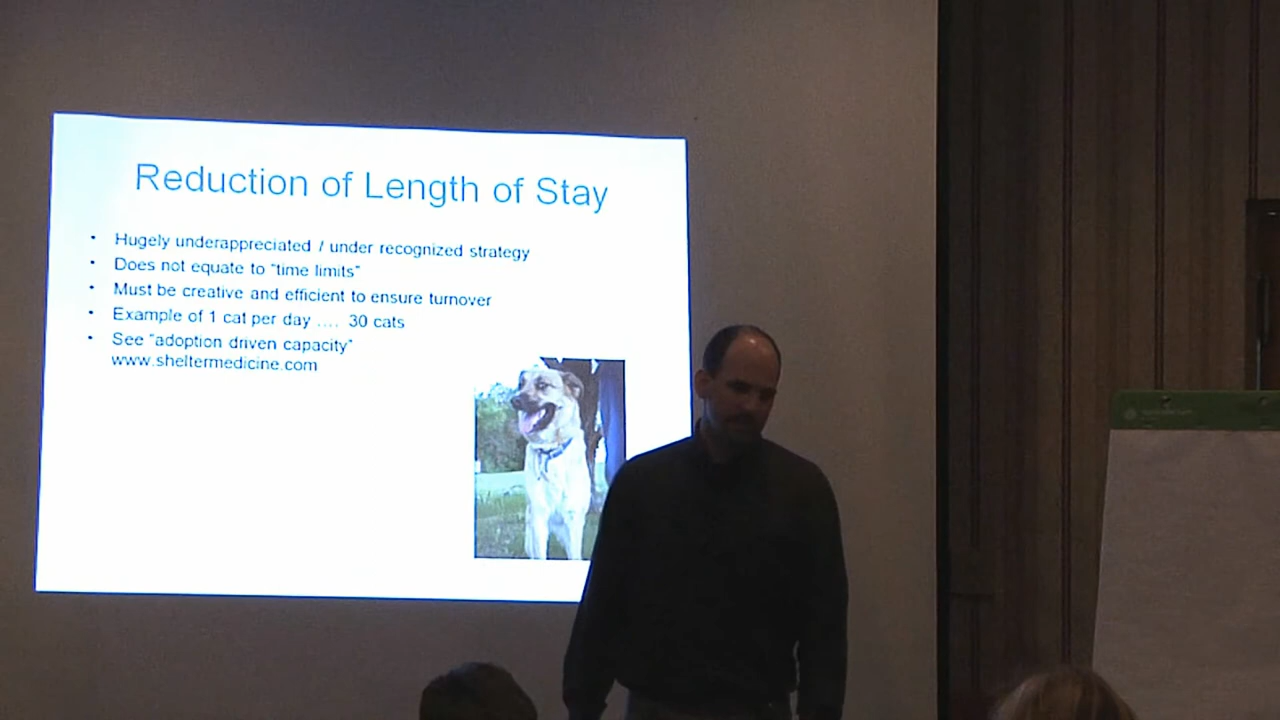 Reduction of Length of Stay
• Hugely underappreciated / under recognized strategy
• Does not equate to "time limits"
• Must be creative and efficient to ensure turnover
• Example of 1 cat per day .... 30 cats
• See "adoption driven capacity"
www.sheltermedicine.com